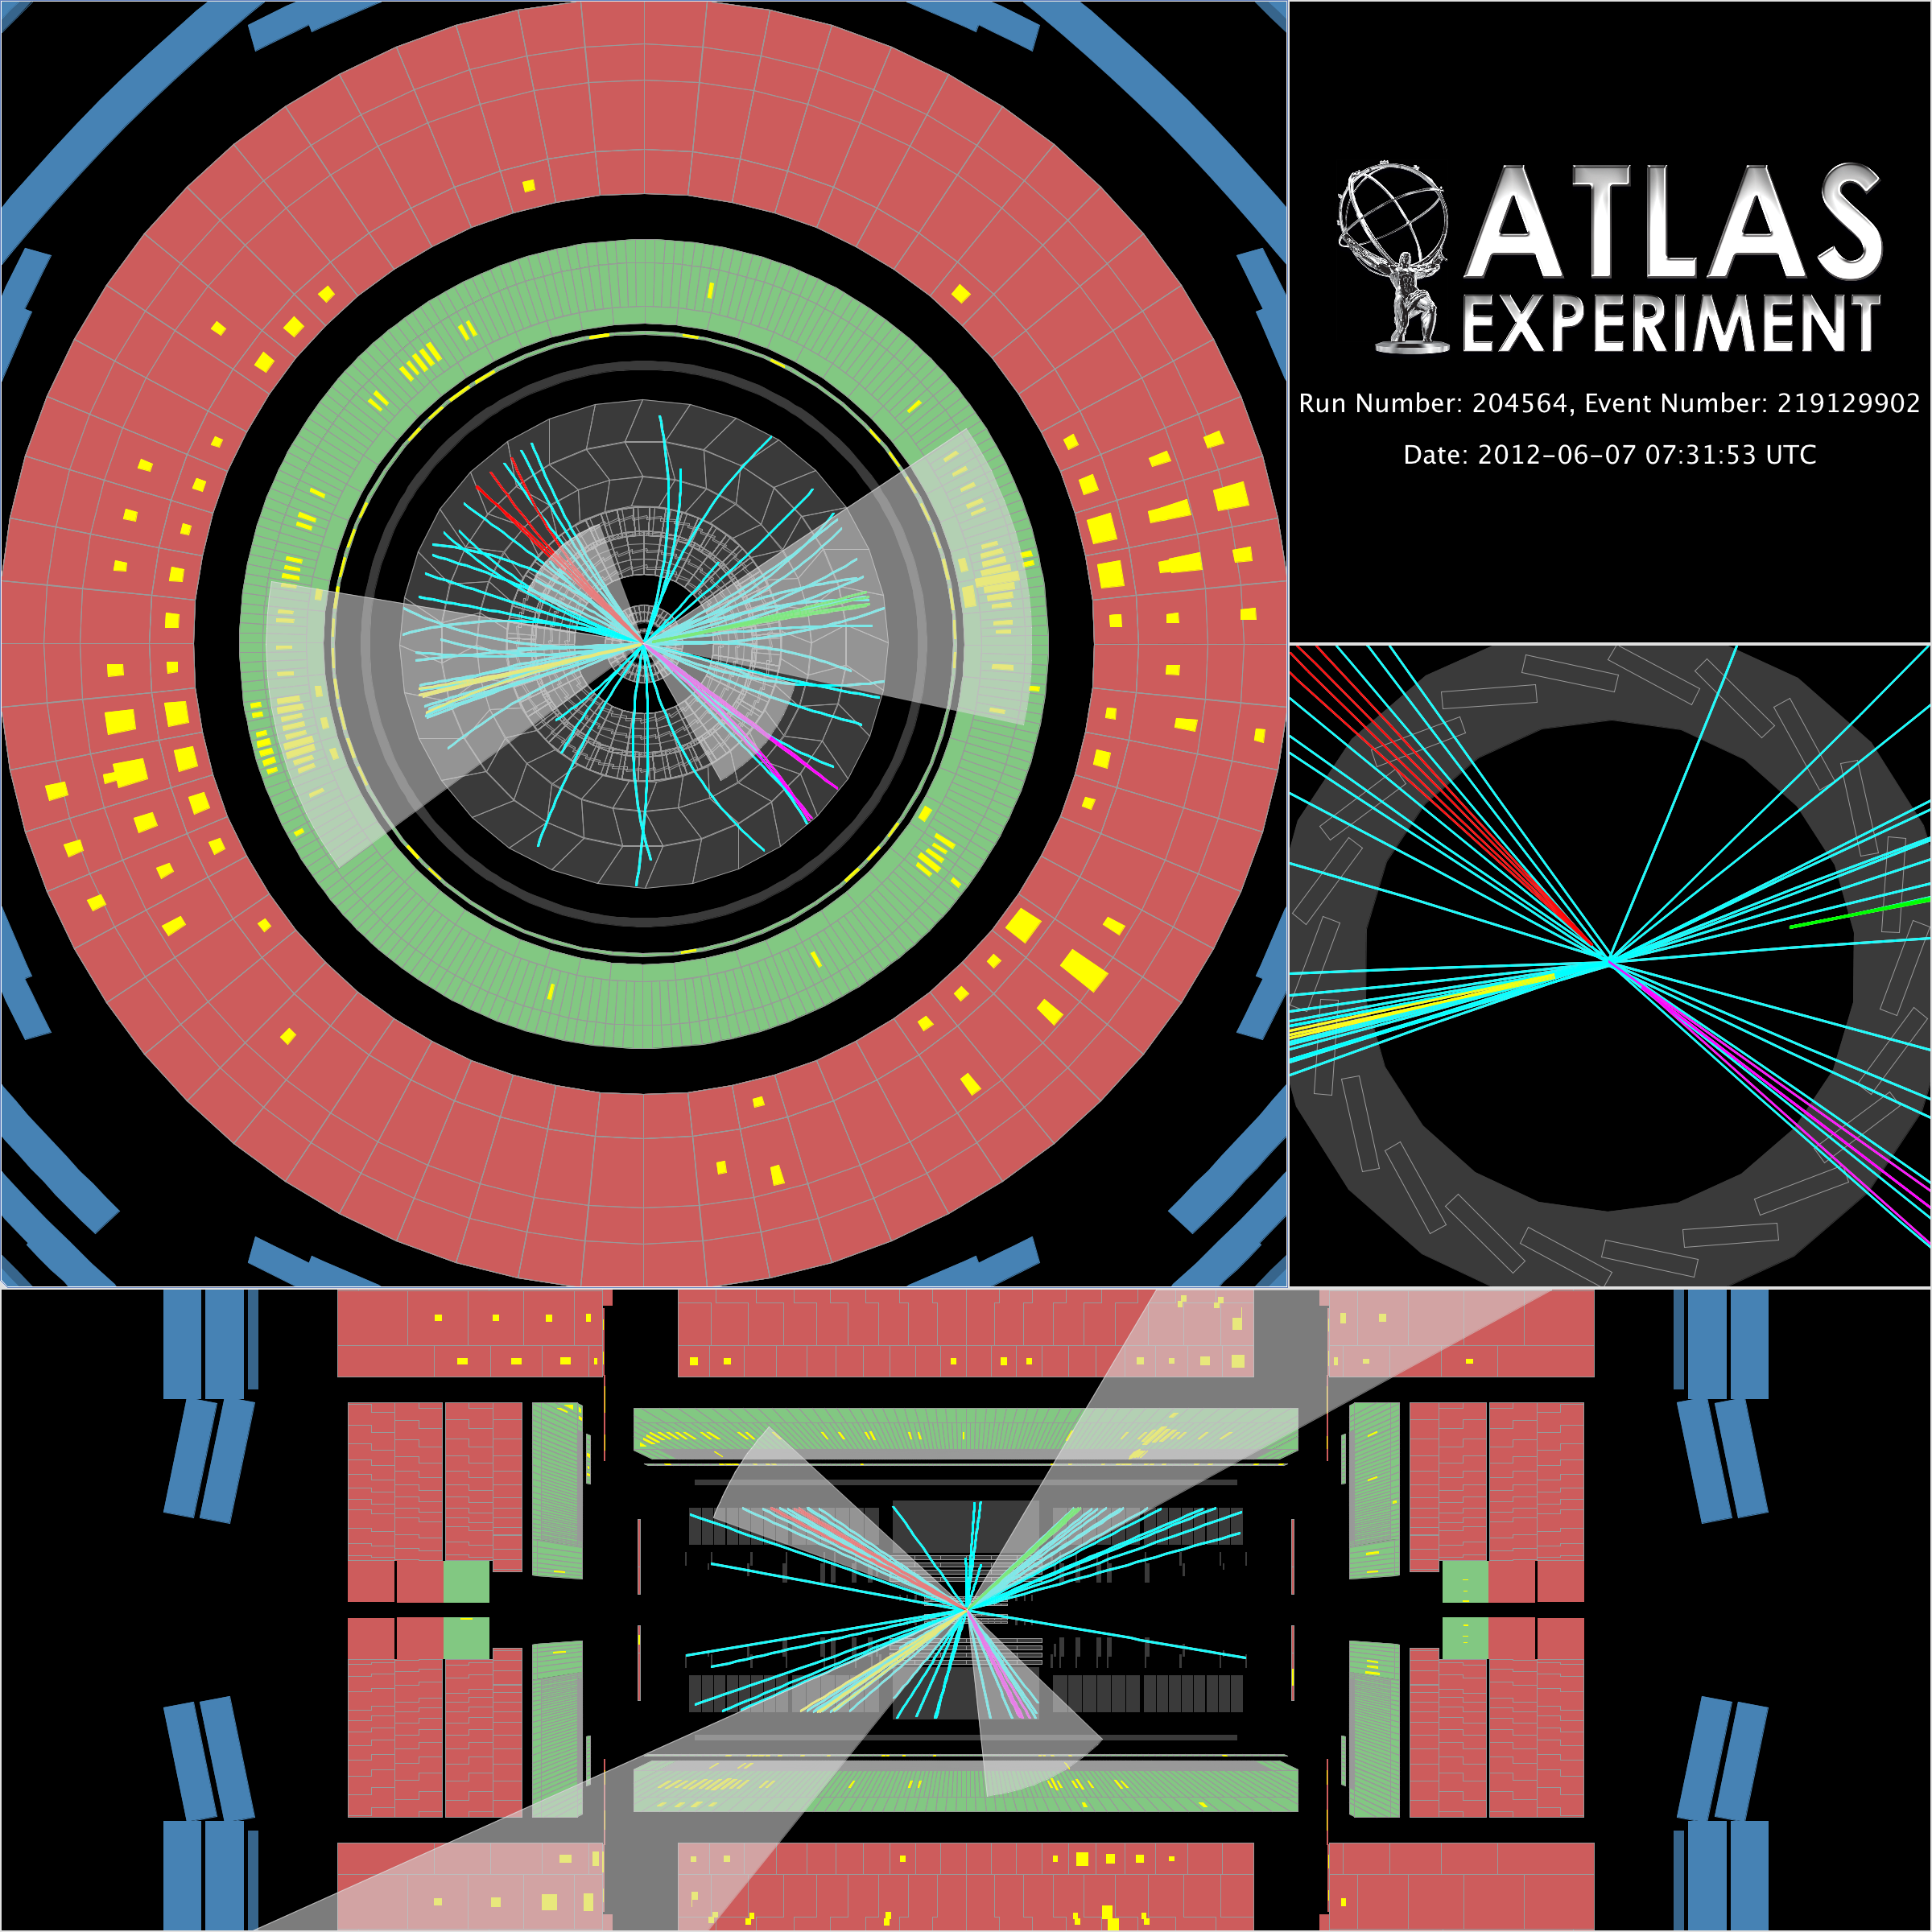 ATLAS
EXPERIMENT
Run Number: 204564, Event Number: 219129902
Date: 2012-06-07 07:31:53 UTC